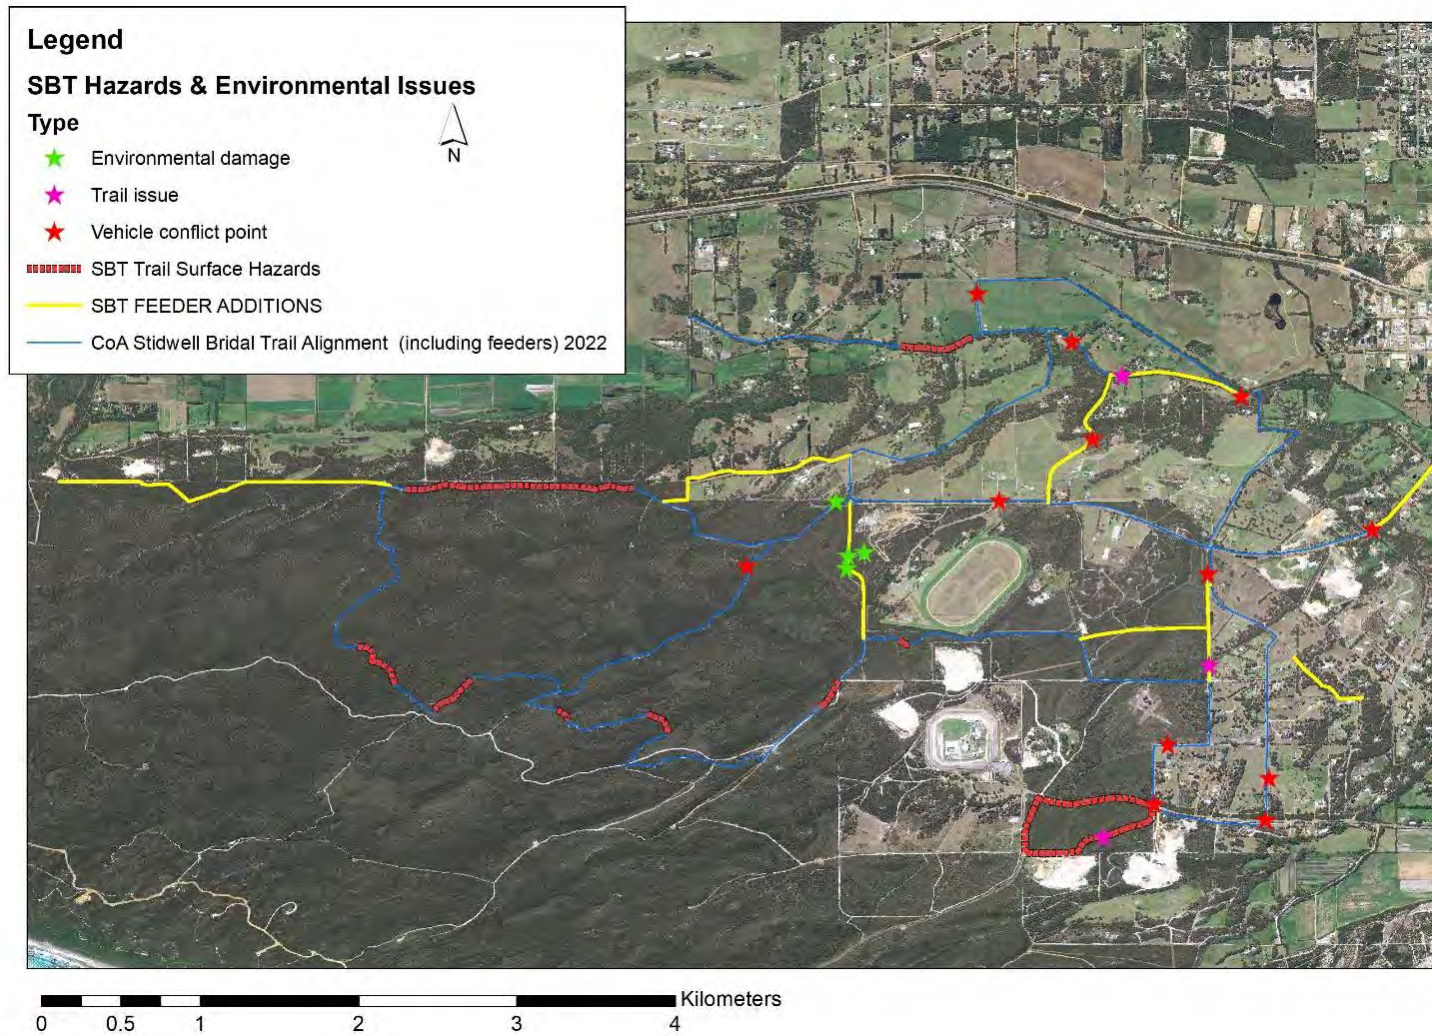 Legend
SBT Hazards & Environmental Issues
Type
N
Environmental damage
Trail issue
Vehicle conflict point
SBT Trail Surface Hazards
SBT FEEDER ADDITIONS
CoA Stidwell Bridal Trail Alignment (including feeders) 2022
Kilometers
0 0.5 1 2 3 4